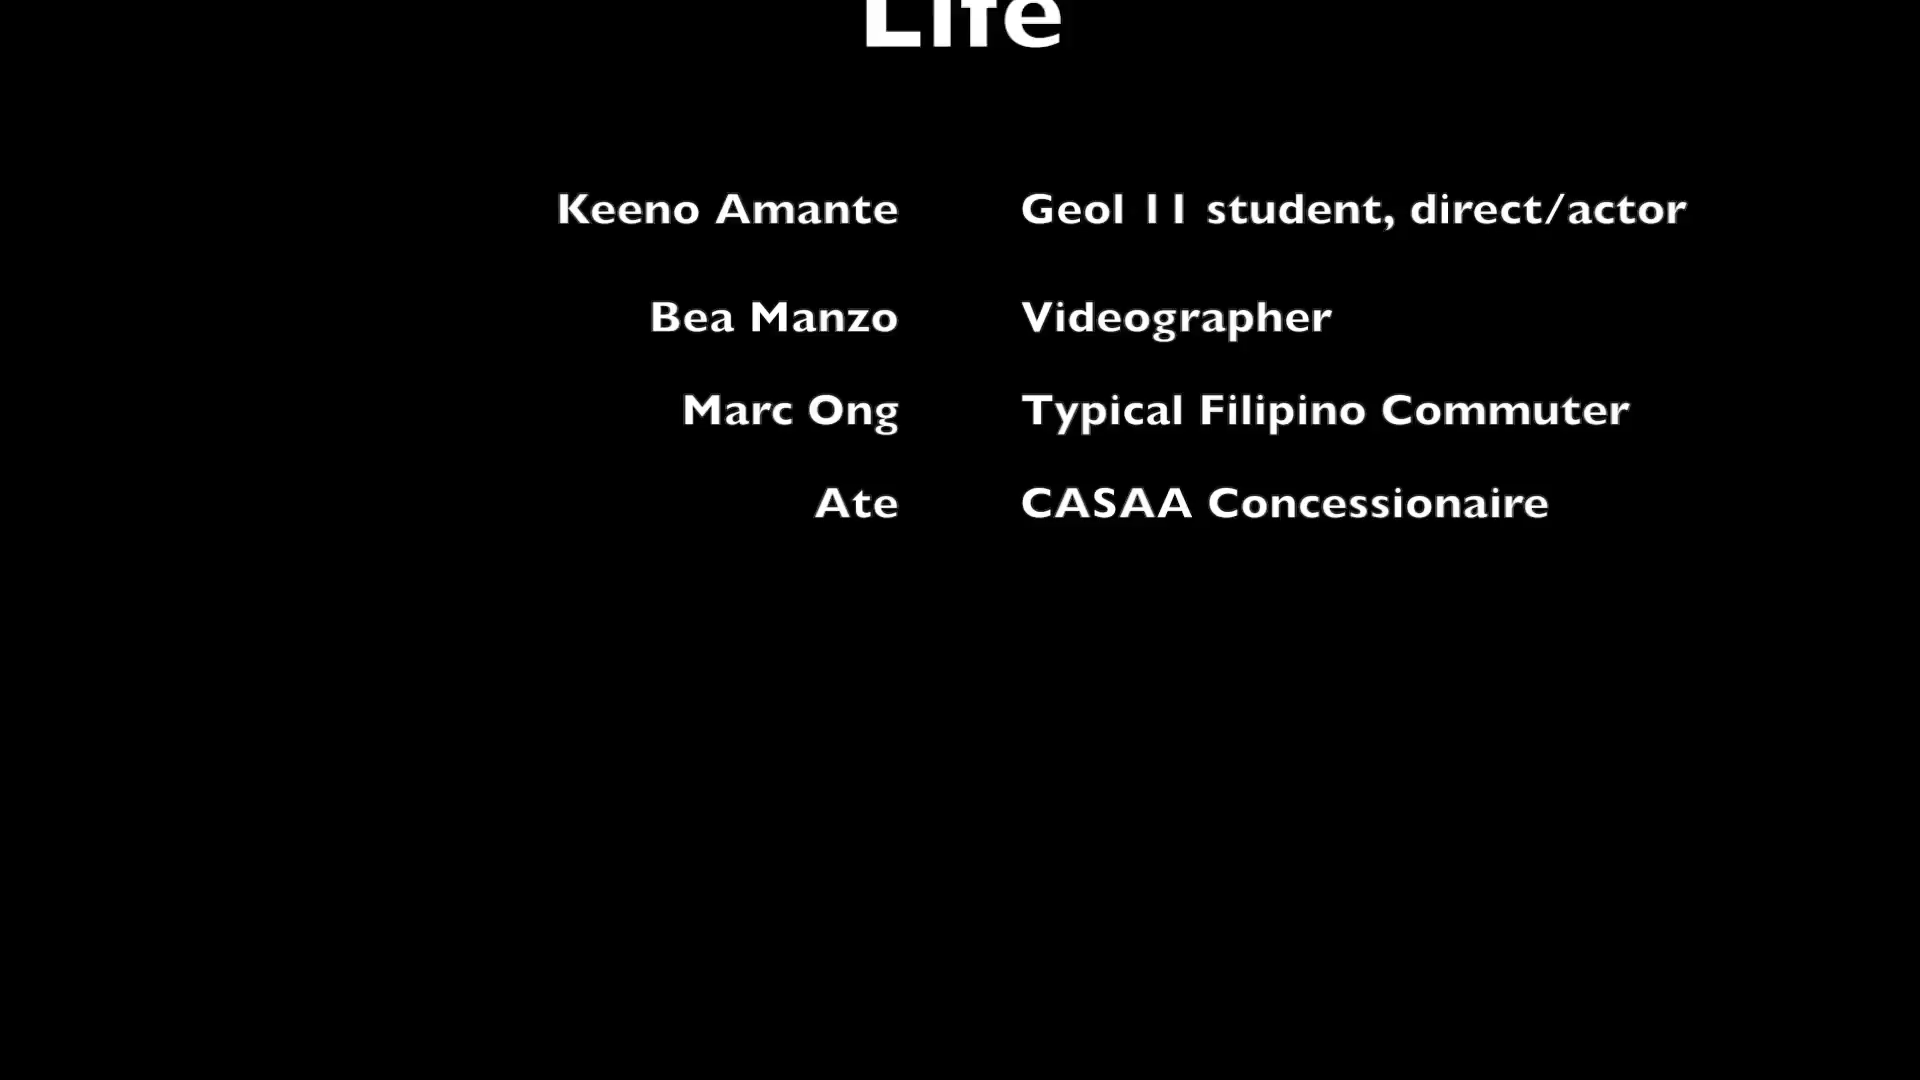 Life
Keeno Amante Geol 11 student, direct/actor
Bea Manzo Videographer
Marc Ong Typical Filipino Commuter
Ate CASAA Concessionaire